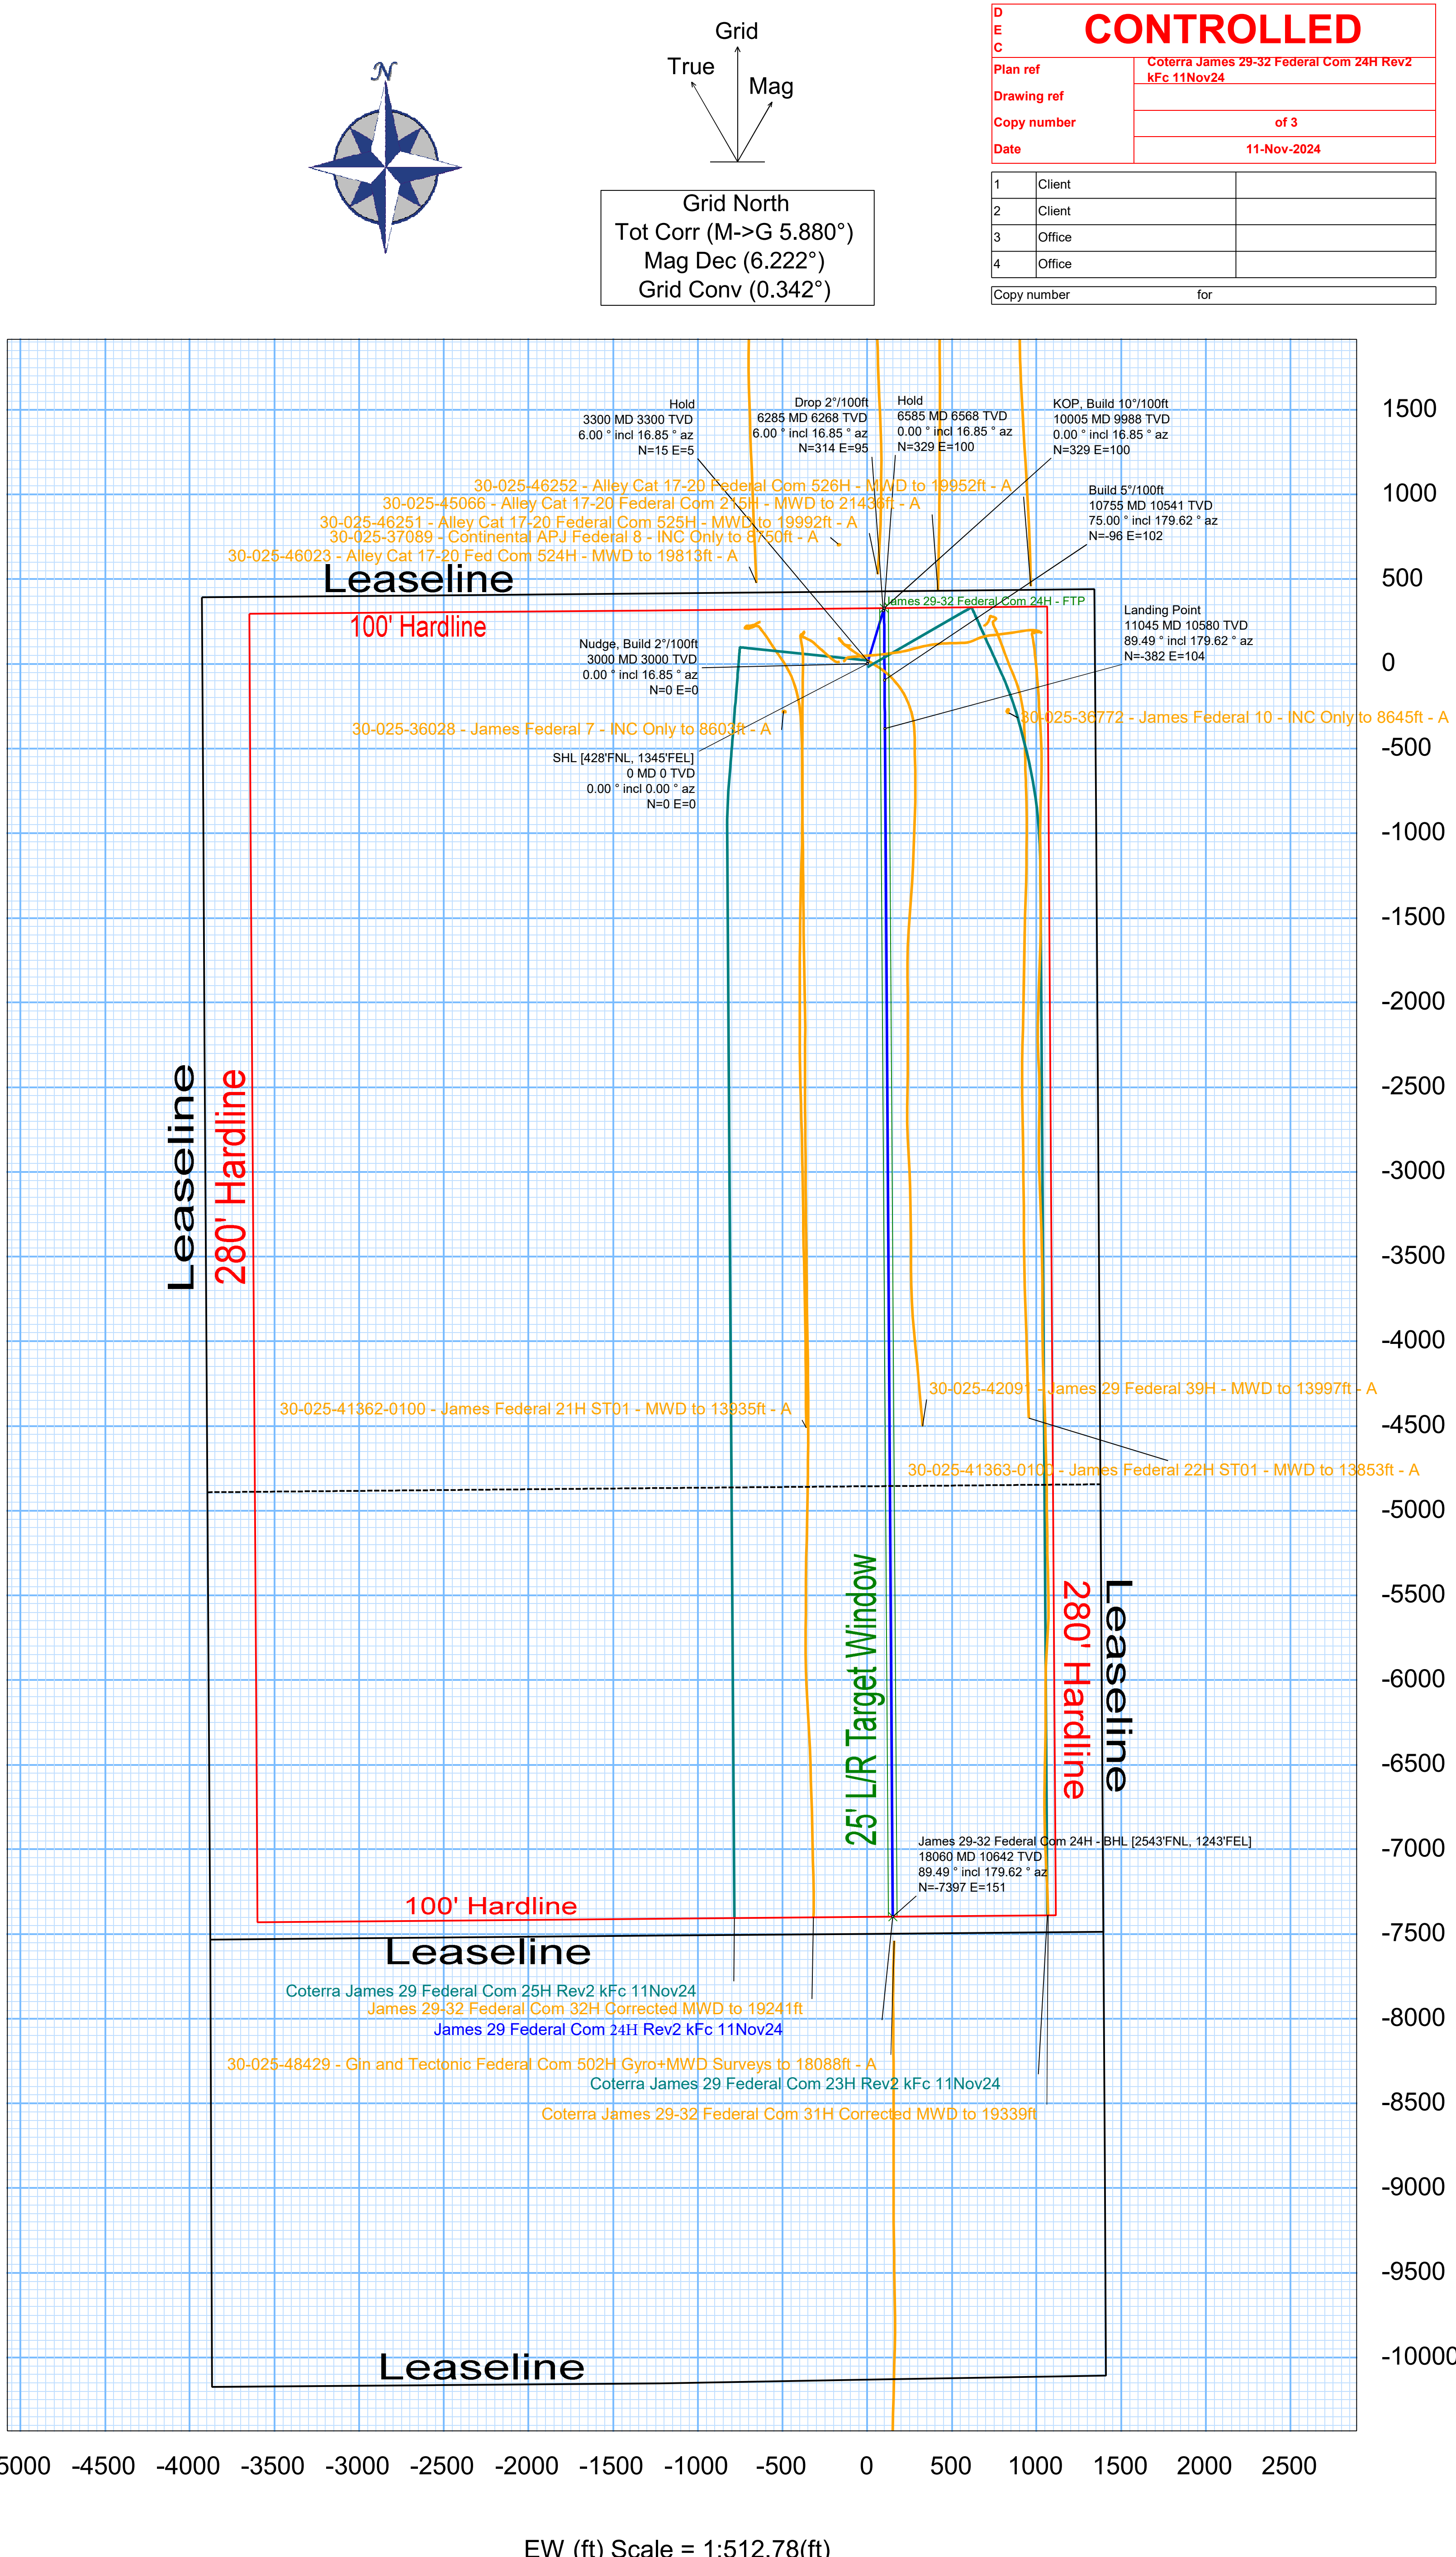 N
Grid
True
Mag
Grid North
Tot Corr (M->G 5.880°)
Mag Dec (6.222°)
Grid Conv (0.342°)
D
E
C
CONTROLLED
Plan ref
Coterra James 29-32 Federal Com 24H Rev2
kFc 11Nov24
Drawing ref
Copy number
of 3
Date
11-Nov-2024
1 Client
2 Client
3 Office
4 Office
Copy number for
Hold
3300 MD 3300 TVD
6.00 ° incl 16.85 ° az
N=15 E=5
Drop 2°/100ft
6285 MD 6268 TVD
6.00 ° incl 16.85 ° az
N=314 E=95
Hold
6585 MD 6568 TVD
0.00 ° incl 16.85 ° az
N=329 E=100
KOP, Build 10°/100ft
10005 MD 9988 TVD
0.00 ° incl 16.85 ° az
N=329 E=100
Build 5°/100ft
10755 MD 10541 TVD
75.00 ° incl 179.62 ° az
N=-96 E=102
30-025-46252 - Alley Cat 17-20 Federal Com 526H - MWD to 19952ft - A
30-025-45066 - Alley Cat 17-20 Federal Com 215H - MWD to 21436ft - A
30-025-46251 - Alley Cat 17-20 Federal Com 525H - MWD to 19992ft - A
30-025-37089 - Continental APJ Federal 8 - INC Only to 8750ft - A
30-025-46023 - Alley Cat 17-20 Fed Com 524H - MWD to 19813ft - A
Leaseline
100' Hardline
James 29-32 Federal Com 24H - FTP
Landing Point
11045 MD 10580 TVD
89.49 ° incl 179.62 ° az
N=-382 E=104
Nudge, Build 2°/100ft
3000 MD 3000 TVD
0.00 ° incl 16.85 ° az
N=0 E=0
30-025-36028 - James Federal 7 - INC Only to 8603ft - A
30-025-36772 - James Federal 10 - INC Only to 8645ft - A
SHL [428'FNL, 1345'FEL]
0 MD 0 TVD
0.00 ° incl 0.00 ° az
N=0 E=0
Leaseline
280' Hardline
30-025-42091 - James 29 Federal 39H - MWD to 13997ft - A
30-025-41362-0100 - James Federal 21H ST01 - MWD to 13935ft - A
30-025-41363-0100 - James Federal 22H ST01 - MWD to 13853ft - A
25' L/R Target Window
280' Hardline
Leaseline
James 29-32 Federal Com 24H - BHL [2543'FNL, 1243'FEL]
18060 MD 10642 TVD
89.49 ° incl 179.62 ° az
N=-7397 E=151
100' Hardline
Leaseline
Coterra James 29 Federal Com 25H Rev2 kFc 11Nov24
James 29-32 Federal Com 32H Corrected MWD to 19241ft
James 29 Federal Com 24H Rev2 kFc 11Nov24
30-025-48429 - Gin and Tectonic Federal Com 502H Gyro+MWD Surveys to 18088ft - A
Coterra James 29 Federal Com 23H Rev2 kFc 11Nov24
Coterra James 29-32 Federal Com 31H Corrected MWD to 19339ft
Leaseline
1500
1000
500
0
-500
-1000
-1500
-2000
-2500
-3000
-3500
-4000
-4500
-5000
-5500
-6000
-6500
-7000
-7500
-8000
-8500
-9000
-9500
-10000
5000 -4500 -4000 -3500 -3000 -2500 -2000 -1500 -1000 -500 0 500 1000 1500 2000 2500
EW (ft) Scale = 1:512.78(ft)